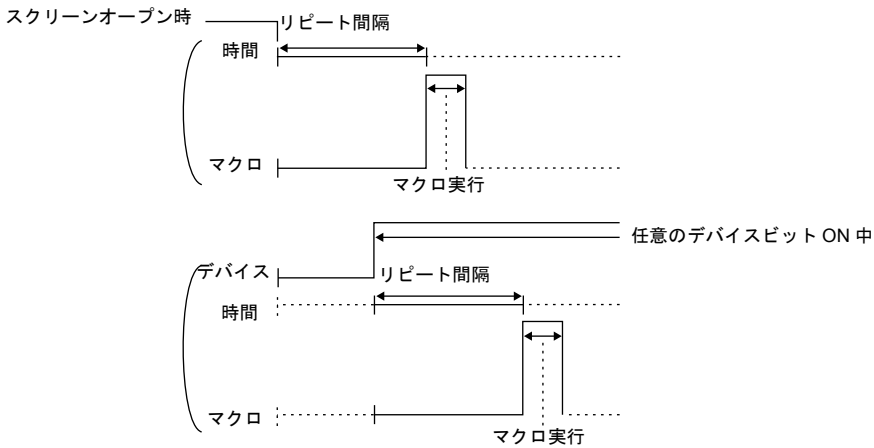 スクリーンオープン時
リピート間隔
時間
マクロ
マクロ実行
任意のデバイスビット ON 中
デバイス
リピート間隔
時間
マクロ
マクロ実行